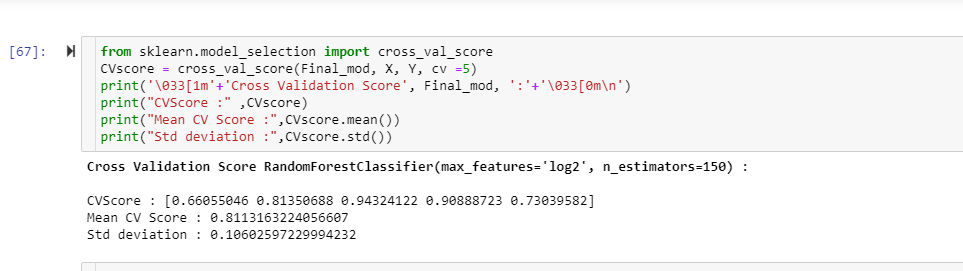 [67]:
from sklearn.model_selection import cross_val_score
CVscore = cross_val_score(Final_mod, X, Y, cv =5)
print('\033[1m'+'Cross Validation Score', Final_mod, ':'+'\033[0m\n')
print("CVScore :" ,CVscore)
print("Mean CV Score :",CVscore.mean())
print("Std deviation :",CVscore.std())
Cross Validation Score RandomForestClassifier(max_features='log2', n_estimators=150) :
CVScore : [0.66055046 0.81350688 0.94324122 0.90888723 0.73039582]
Mean CV Score : 0.8113163224056607
Std deviation : 0.10602597229994232